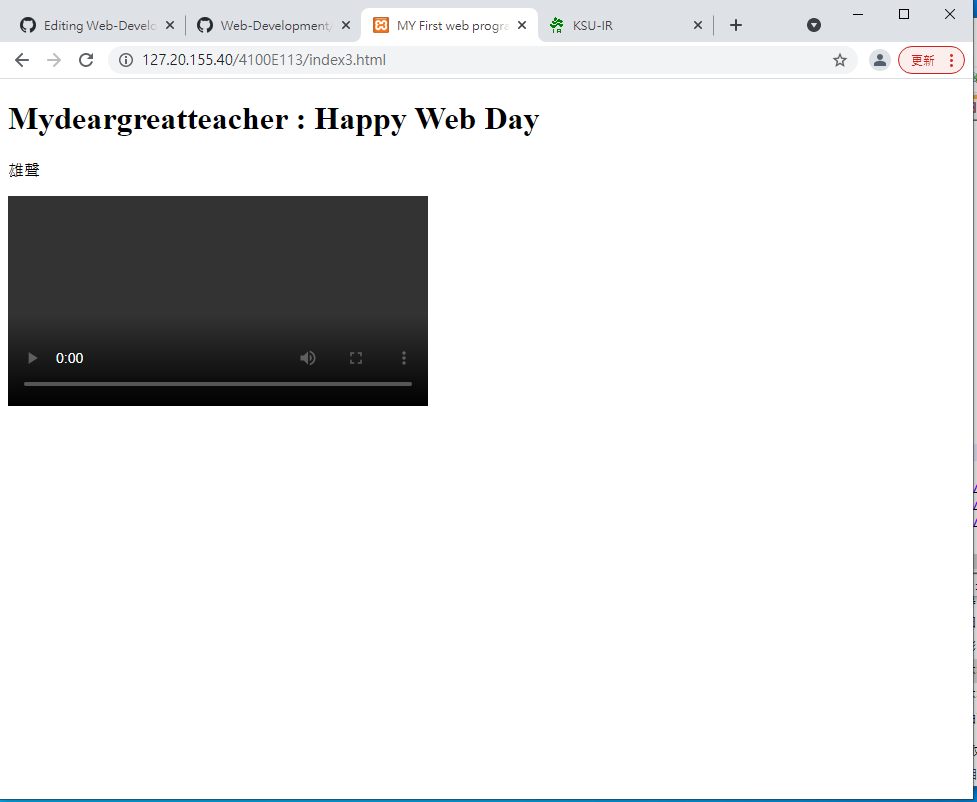 Editing Web-Develo
Web-Development/
MY First web progra
KSU-IR
127.20.155.40/4100E113/index3.html
更新
Mydeargreatteacher : Happy Web Day
雄聲
0:00